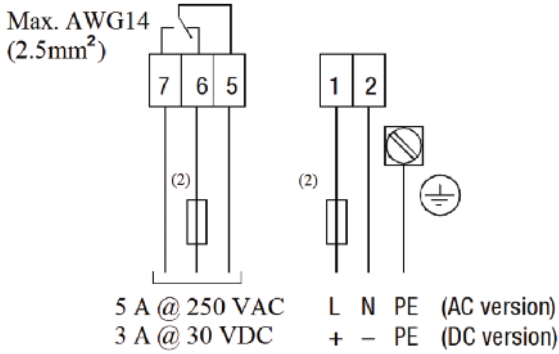 Max. AWG14
(2.5mm²)
7 6 5 1 2
(2) (2)
5 A @ 250 VAC L N PE (AC version)
3 A @ 30 VDC + − PE (DC version)